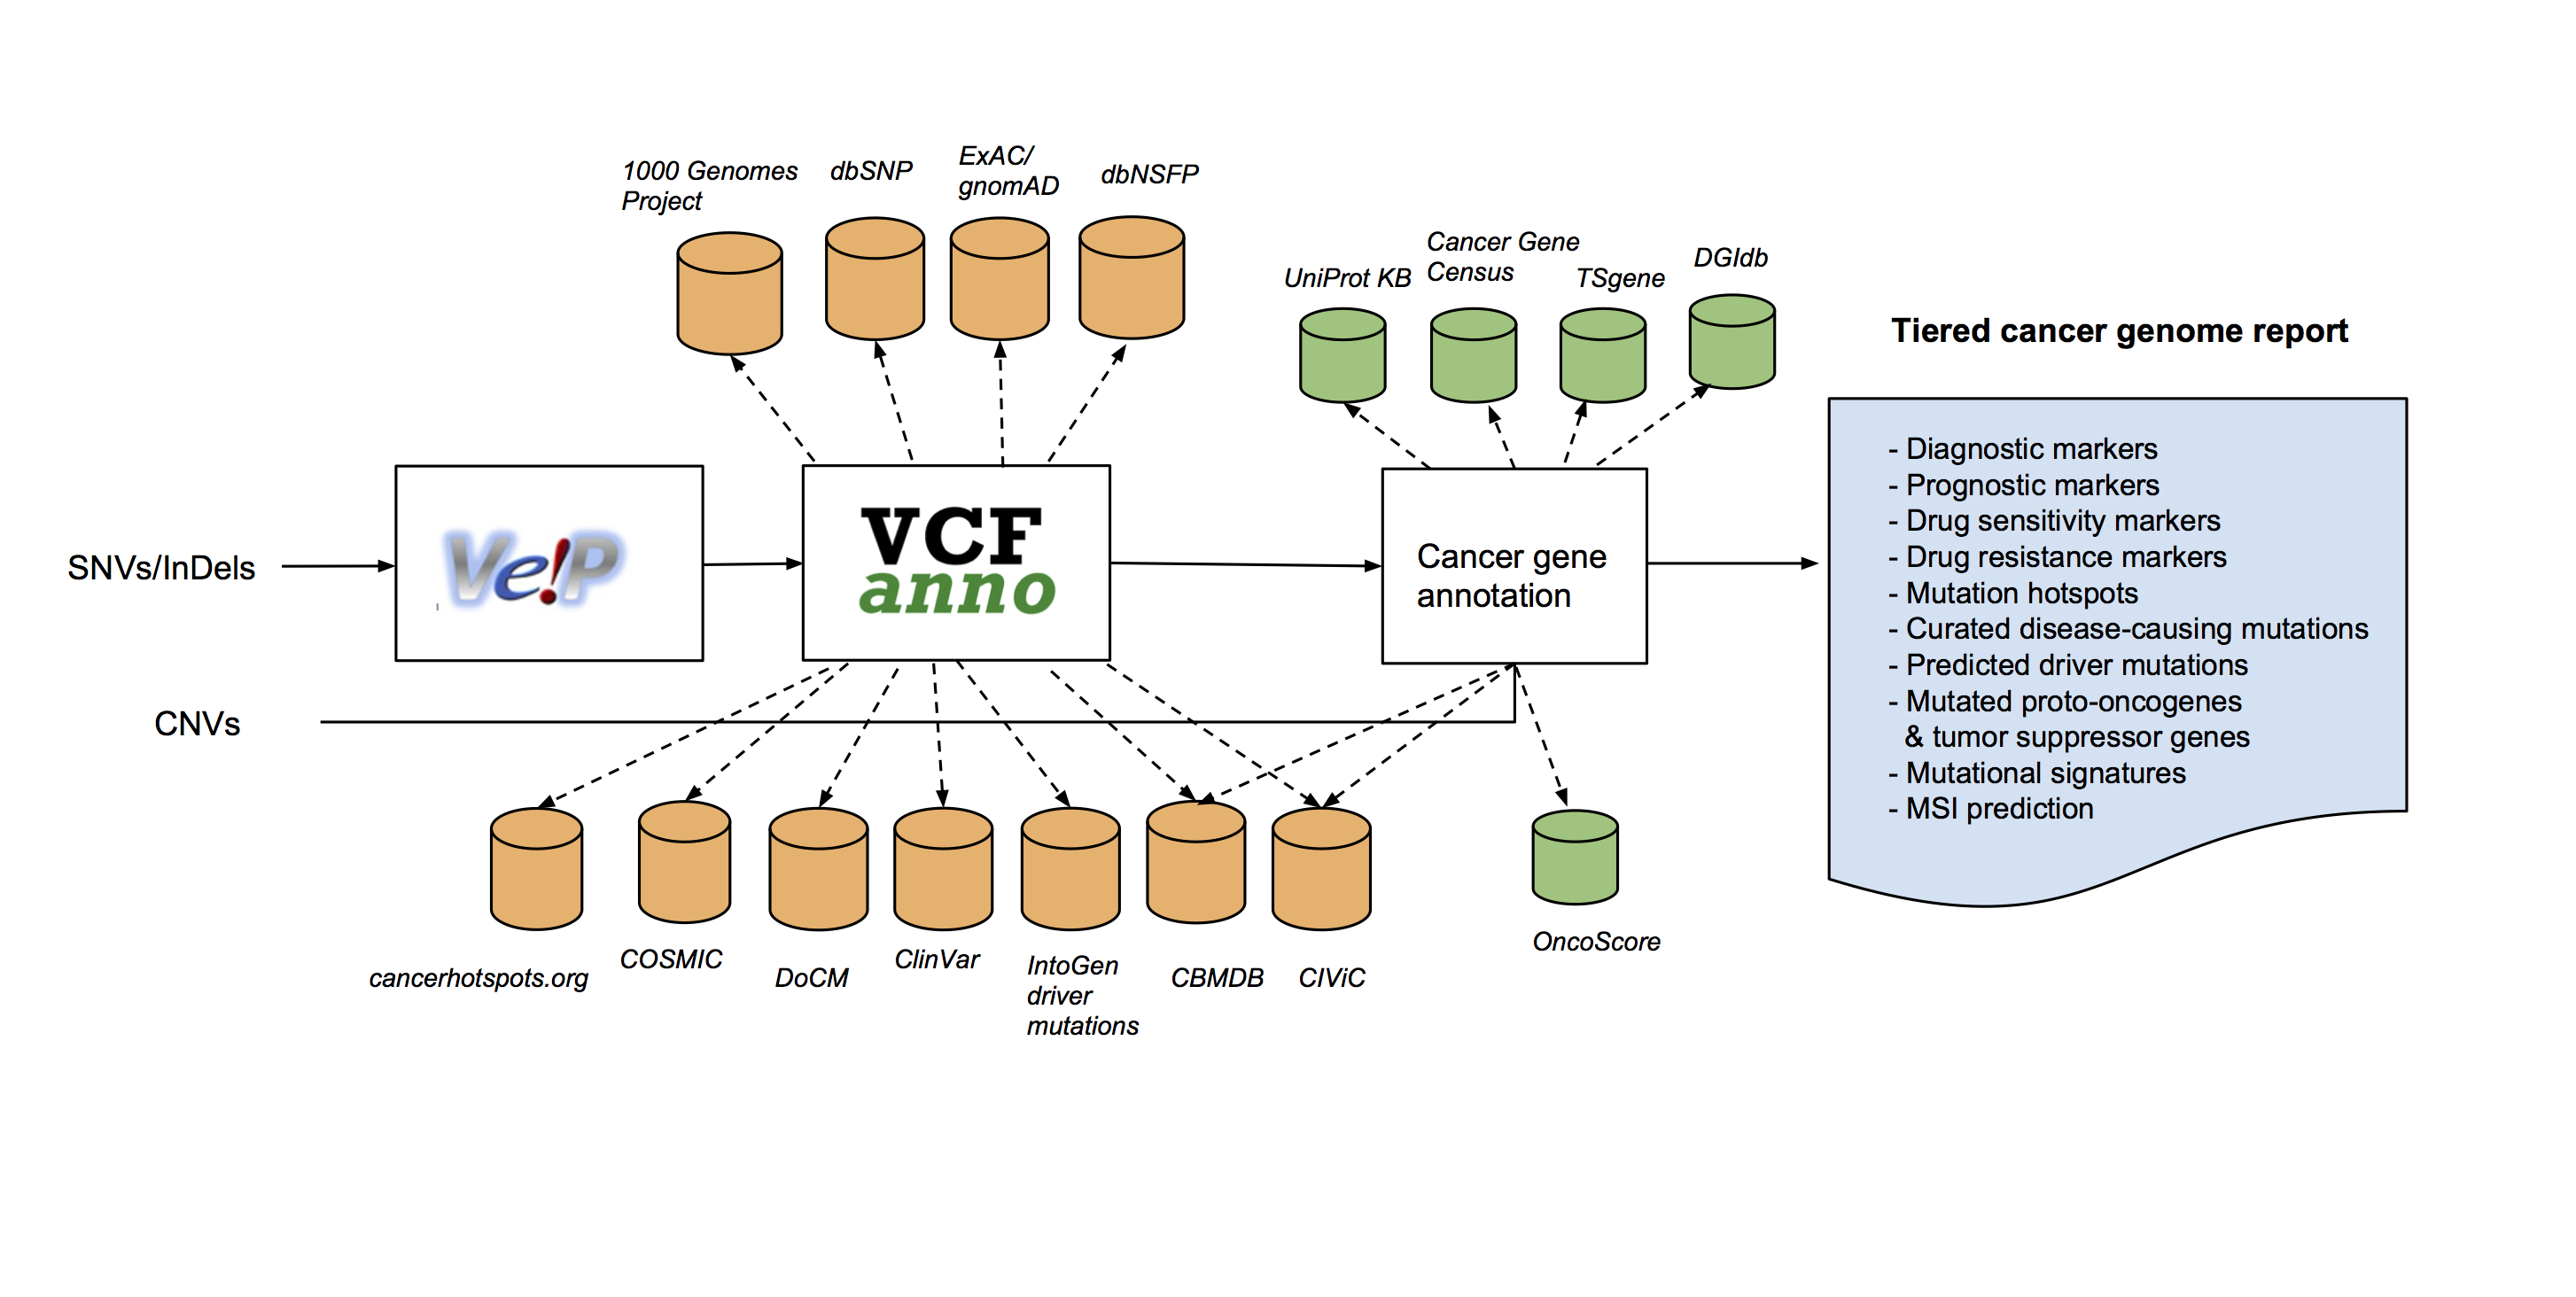 1000 Genomes
Project
dbSNP
ExAC/
gnomAD
dbNSFP
UniProt KB
Cancer Gene
Census
TSgene
DGIdb
Tiered cancer genome report
SNVs/InDels
Ve!P
VCF
anno
Cancer gene
annotation
- Diagnostic markers
- Prognostic markers
- Drug sensitivity markers
- Drug resistance markers
- Mutation hotspots
- Curated disease-causing mutations
- Predicted driver mutations
- Mutated proto-oncogenes
& tumor suppressor genes
- Mutational signatures
- MSI prediction
CNVs
cancerhotspots.org
COSMIC
DoCM
ClinVar
IntoGen
driver
mutations
CBMDB
CIViC
OncoScore